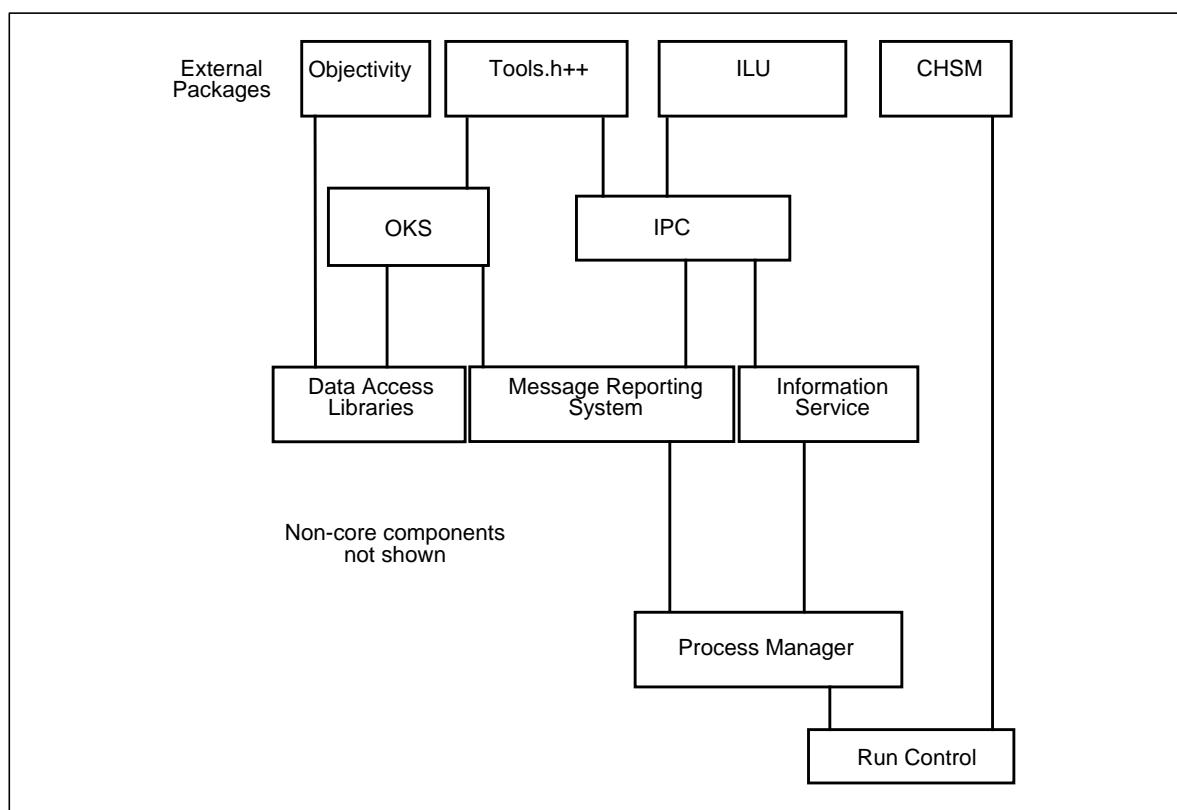 External
Packages
Objectivity
Tools.h++
ILU
CHSM
OKS
IPC
Data Access
Libraries
Message Reporting
System
Information
Service
Non-core components
not shown
Process Manager
Run Control